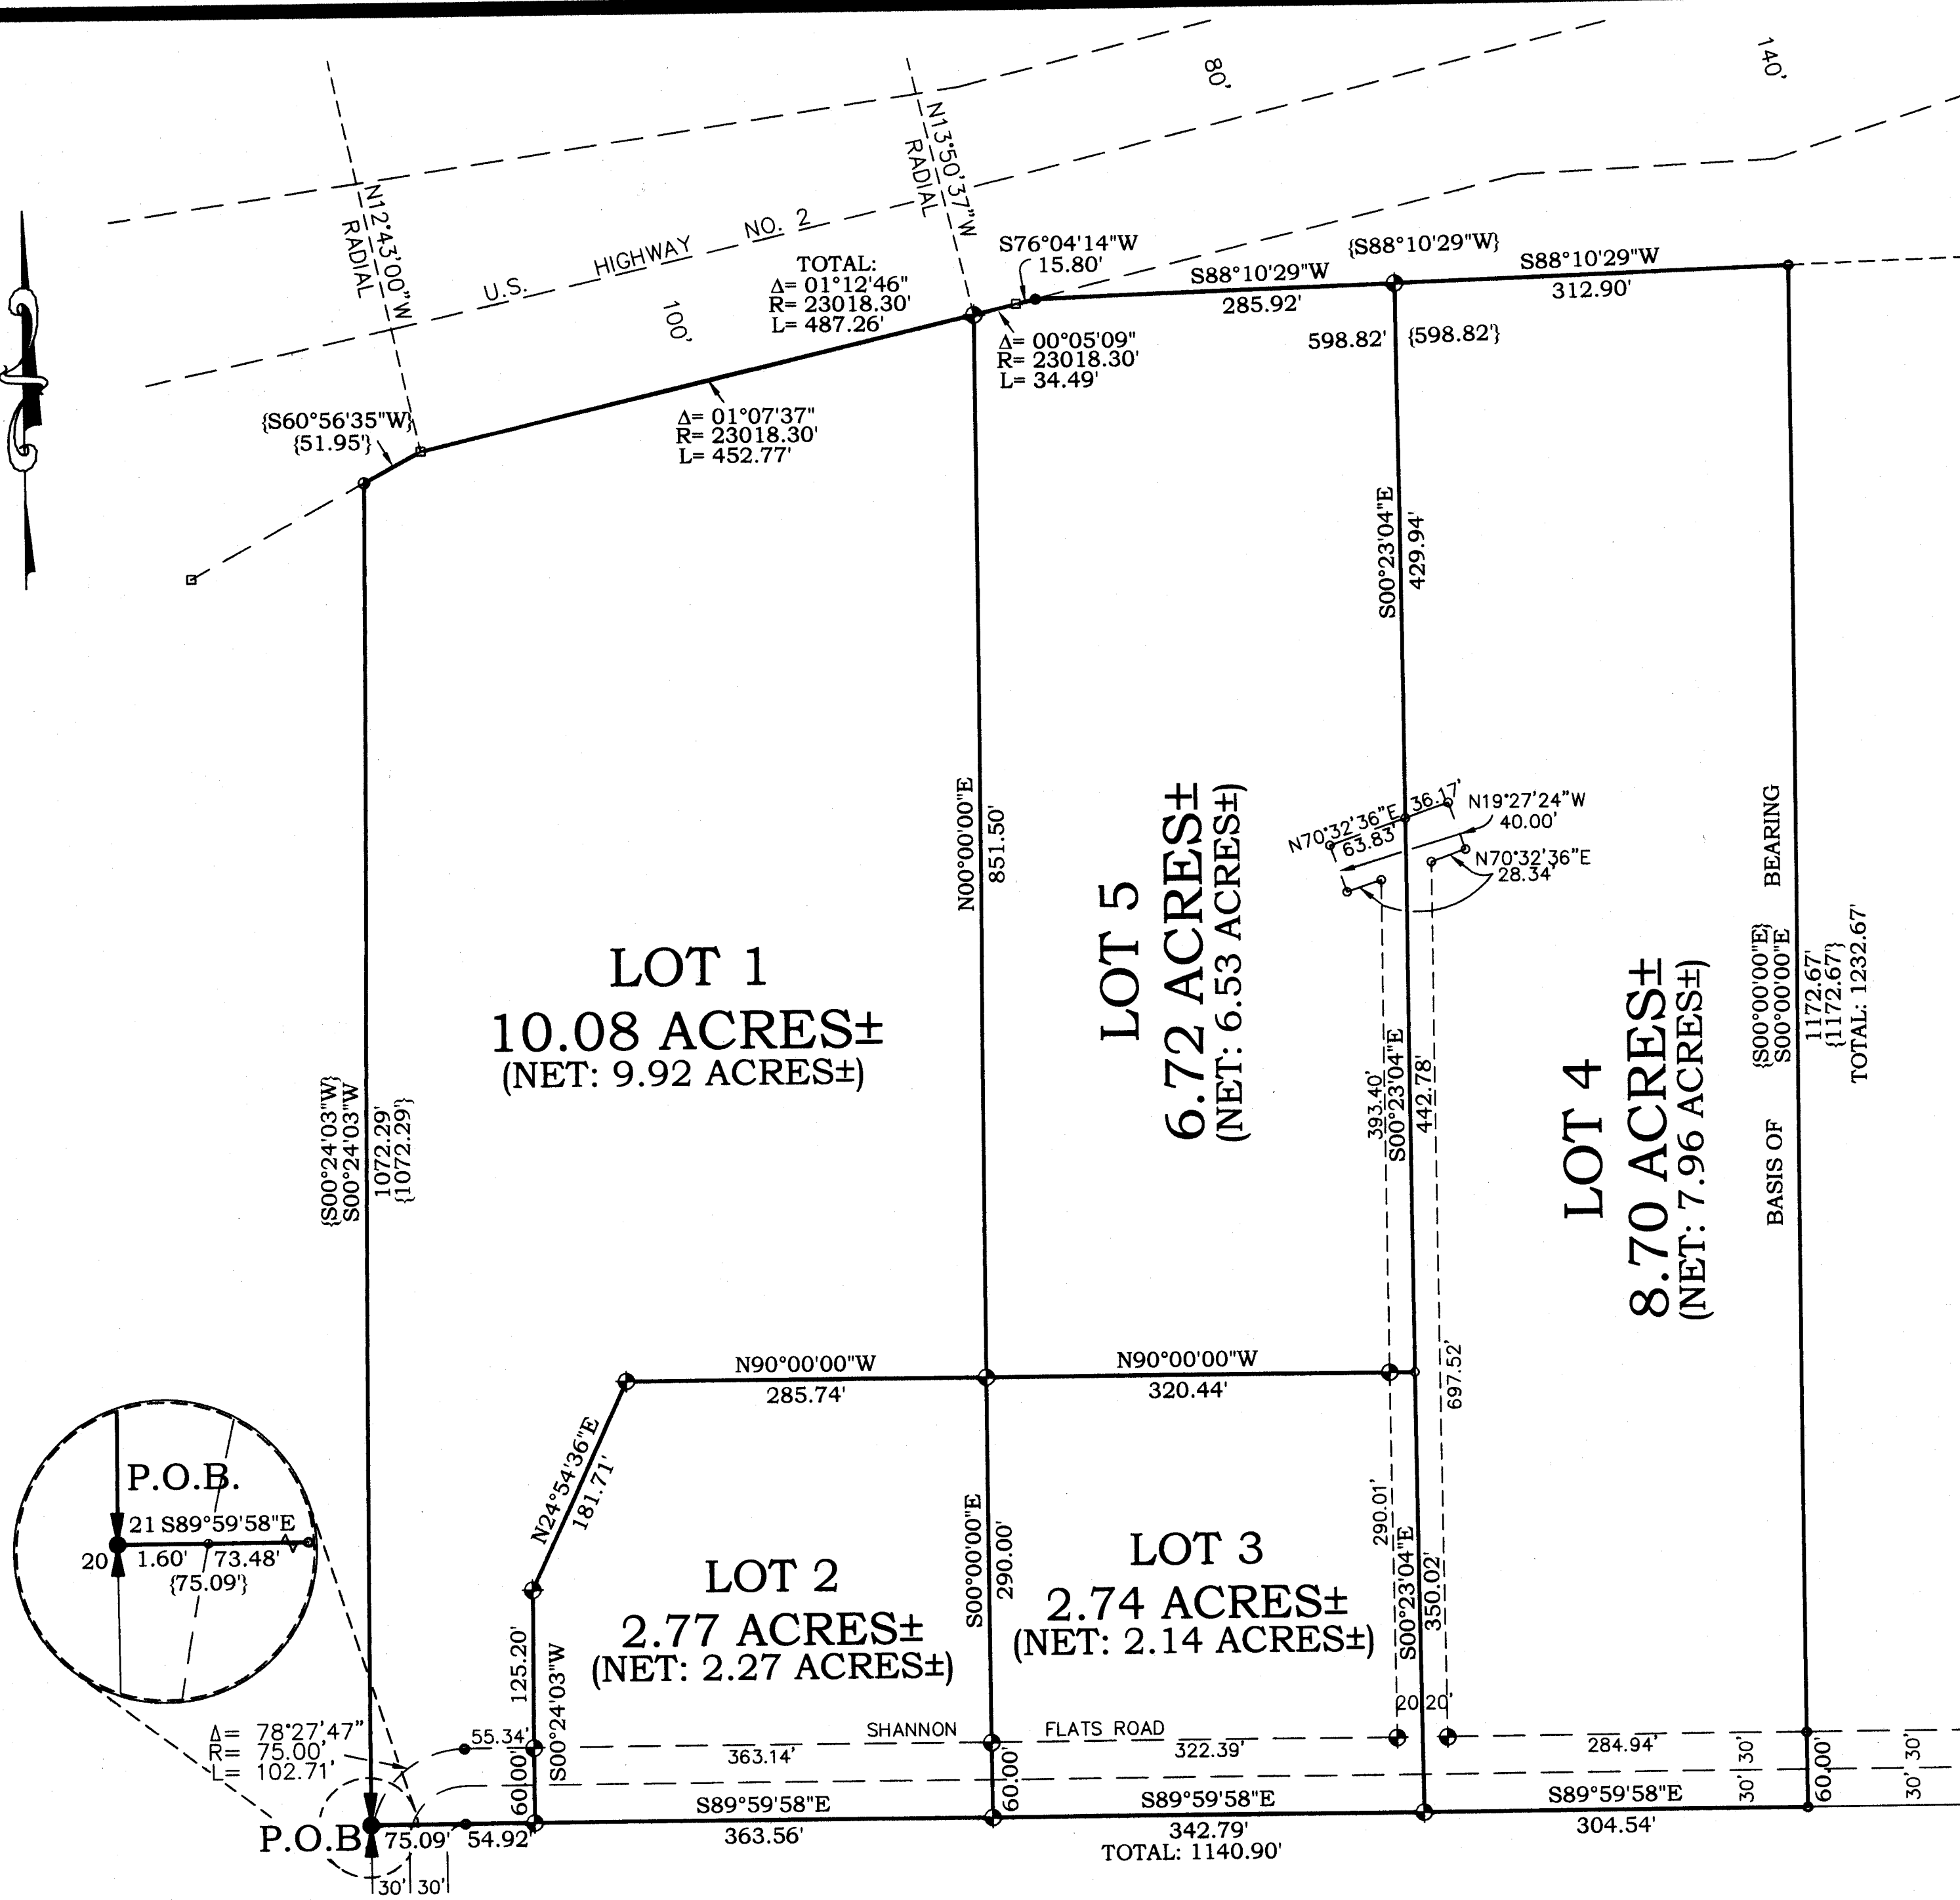 80'
140'
N13°50'37"W
RADIAL
N12°43'00"W
RADIAL
U.S. HIGHWAY NO. 2
100'
TOTAL:
Δ= 01°12'46"
R= 23018.30'
L= 487.26'
S76°04'14"W
15.80'
{S88°10'29"W}
S88°10'29"W
285.92'
S88°10'29"W
312.90'
598.82'
{598.82'}
Δ= 00°05'09"
R= 23018.30'
L= 34.49'
{S60°56'35"W}
{51.95'}
Δ= 01°07'37"
R= 23018.30'
L= 452.77'
S00°23'04"E
429.94'
N00°00'00"E
851.50'
N70°32'36"E
63.83'
36.17'
N19°27'24"W
40.00'
N70°32'36"E
28.34'
LOT 1
10.08 ACRES±
(NET: 9.92 ACRES±)
LOT 5
6.72 ACRES±
(NET: 6.53 ACRES±)
LOT 4
8.70 ACRES±
(NET: 7.96 ACRES±)
BASIS OF BEARING
{S00°00'00"E}
S00°00'00"E
1172.67'
{1172.67'}
TOTAL: 1232.67'
{S00°24'03"W}
S00°24'03"W
1072.29'
{1072.29'}
393.40'
S00°23'04"E
442.78'
697.52'
N90°00'00"W
285.74'
N90°00'00"W
320.44'
N24°54'36"E
181.71'
S00°00'00"E
290.00'
290.01'
S00°23'04"E
350.02'
P.O.B.
21 S89°59'58"E
20
1.60' 73.48'
{75.09'}
LOT 2
2.77 ACRES±
(NET: 2.27 ACRES±)
LOT 3
2.74 ACRES±
(NET: 2.14 ACRES±)
125.20'
S00°24'03"W
20' 20'
Δ= 78°27'47"
R= 75.00'
L= 102.71'
55.34'
SHANNON FLATS ROAD
363.14'
322.39'
284.94'
60.00'
60.00'
30' 30'
60.00'
30' 30'
P.O.B.
75.09'
54.92'
S89°59'58"E
363.56'
S89°59'58"E
342.79'
TOTAL: 1140.90'
S89°59'58"E
304.54'
30' 30'